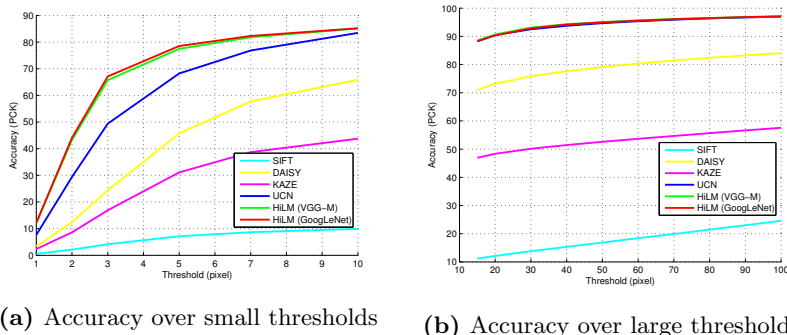 90
80
70
60
50
40
30
20
10
0
1 2 3 4 5 6 7 8 9 10
Accuracy (PCK)
Threshold (pixel)
SIFT
DAISY
KAZE
UCN
HiLM (VGG−M)
HiLM (GoogLeNet)
(a) Accuracy over small thresholds
100
90
80
70
60
50
40
30
20
10
10 20 30 40 50 60 70 80 90 100
Accuracy (PCK)
Threshold (pixel)
SIFT
DAISY
KAZE
UCN
HiLM (VGG−M)
HiLM (GoogLeNet)
(b) Accuracy over large threshold